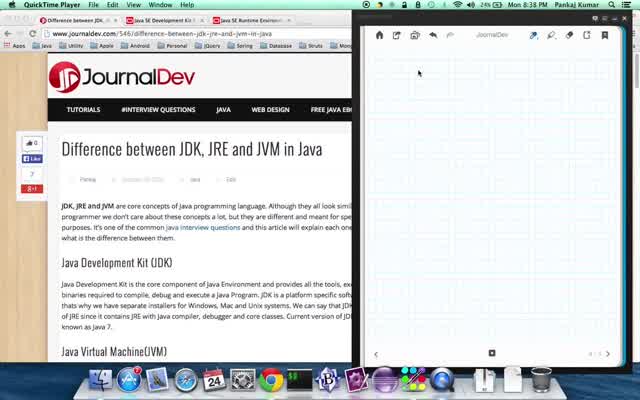 QuickTime Player File Edit View Window Help
24% Mon 8:38 PM Pankaj Kumar
Difference between JDK,
Java SE Development Kit
Java SE Runtime Environm
www.journaldev.com/546/difference-between-jdk-jre-and-jvm-in-java
Apps Java Utility Apple Android Personal Spring jQuery Struts
JournalDev
JournalDev
TUTORIALS #INTERVIEW QUESTIONS JAVA WEB DESIGN FREE JAVA EBO
0
Like
7
8+1
Difference between JDK, JRE and JVM in Java
Pankaj Java Edit
JDK, JRE and JVM are core concepts of Java programming language. Although they all look simil
programmer we don't care about these concepts a lot, but they are different and meant for spe
purposes. It's one of the common java interview questions and this article will explain each one
what is the difference between them.
Java Development Kit (JDK)
Java Development Kit is the core component of Java Environment and provides all the tools, exe
binaries required to compile, debug and execute a Java Program. JDK is a platform specific softw
thats why we have separate installers for Windows, Mac and Unix systems. We can say that JDK
of JRE since it contains JRE with Java compiler, debugger and core classes. Current version of JDK
known as Java 7.
Java Virtual Machine(JVM)
24